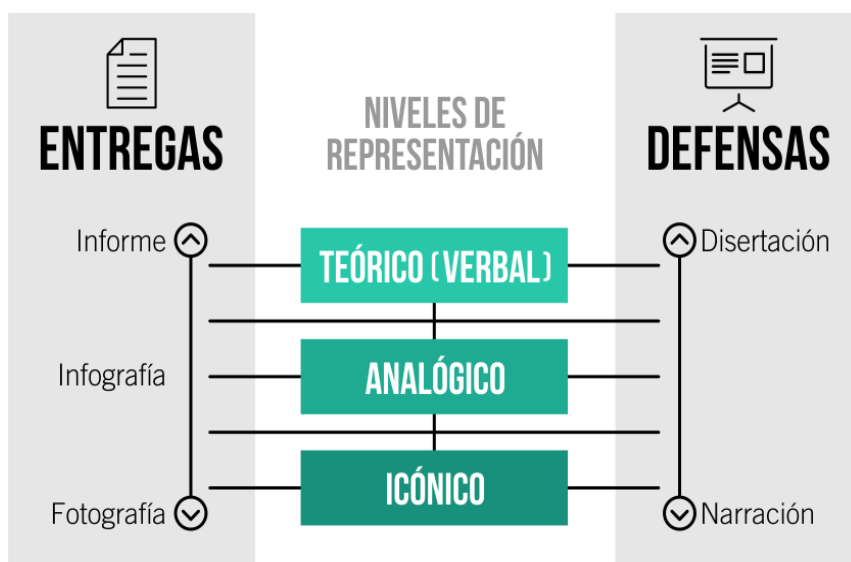 ENTREGAS
NIVELES DE
REPRESENTACIÓN
DEFENSAS
Informe
TEÓRICO (VERBAL)
Disertación
Infografía
ANALÓGICO
Fotografía
ICÓNICO
Narración